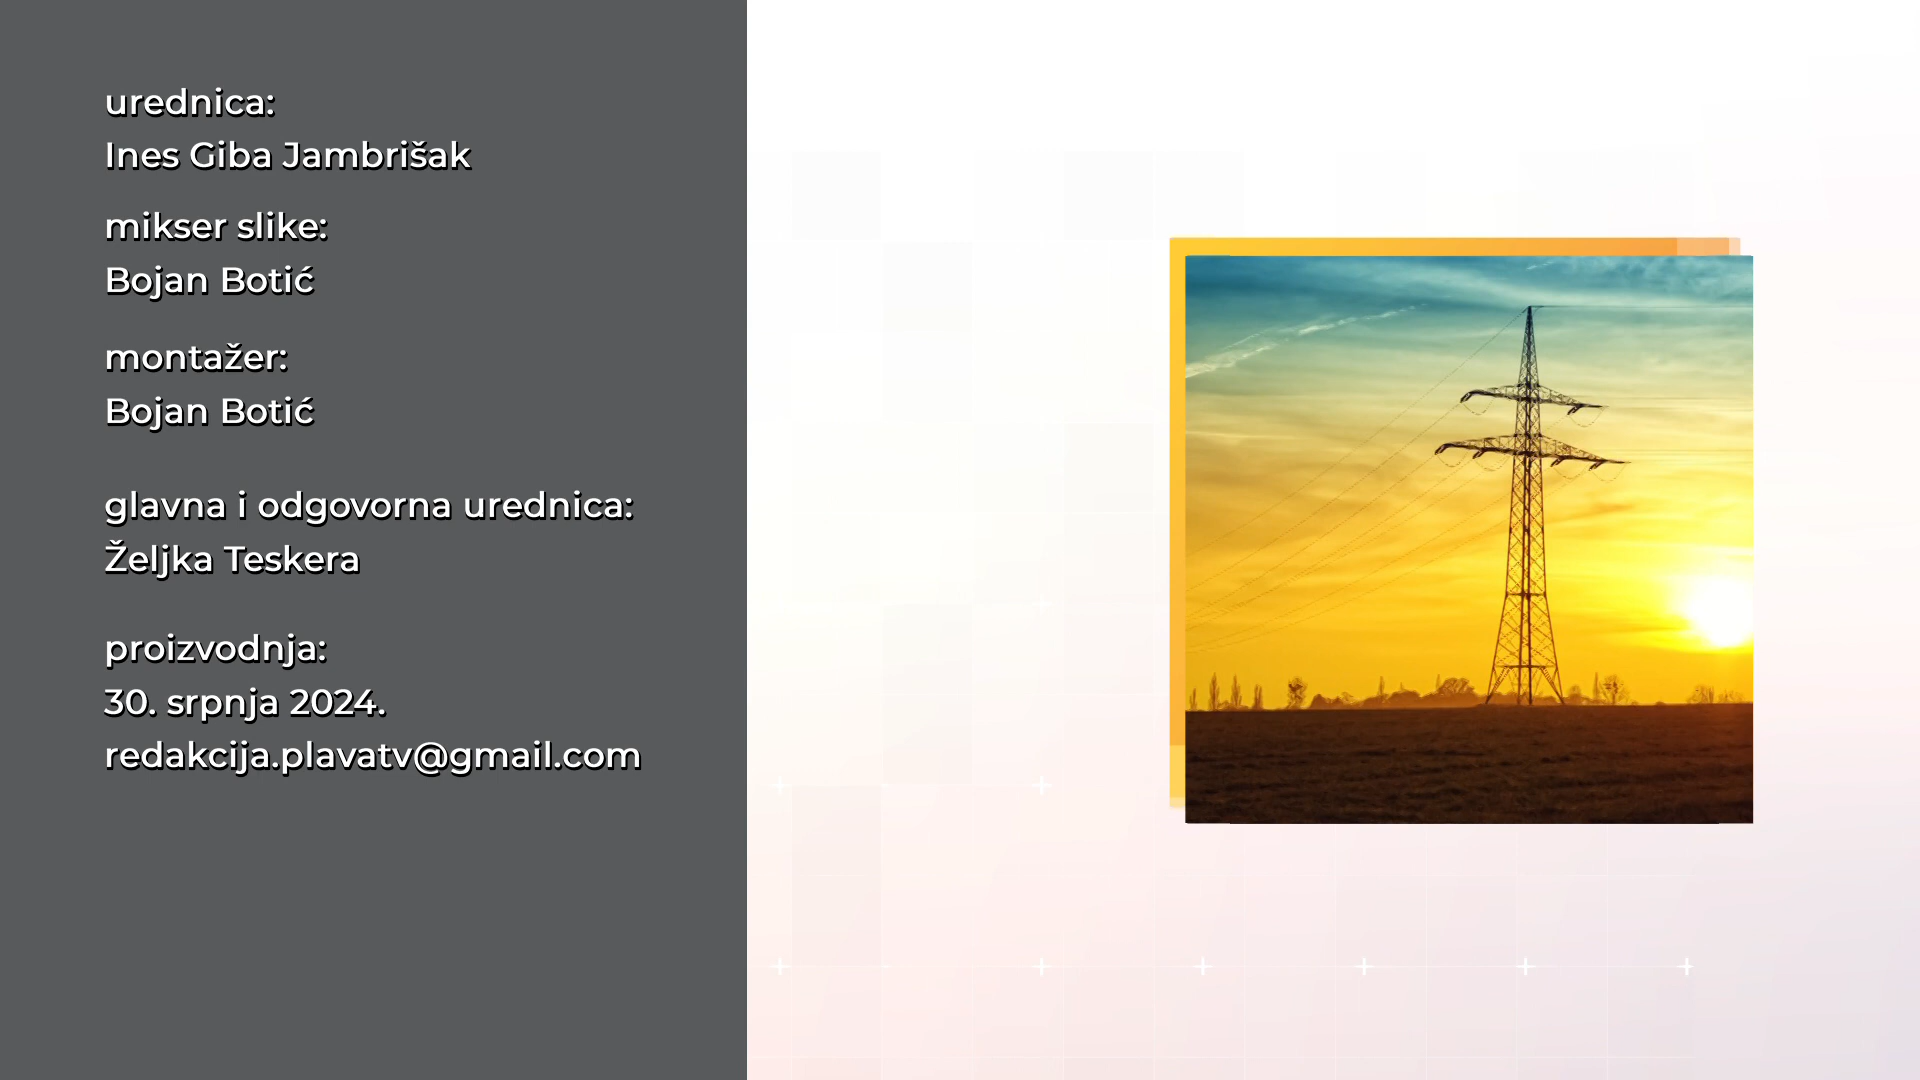 urednica:
Ines Giba Jambrišak
mikser slike:
Bojan Botić
montažer:
Bojan Botić
glavna i odgovorna urednica:
Željka Teskera
proizvodnja:
30. srpnja 2024.
redakcija.plavatv@gmail.com